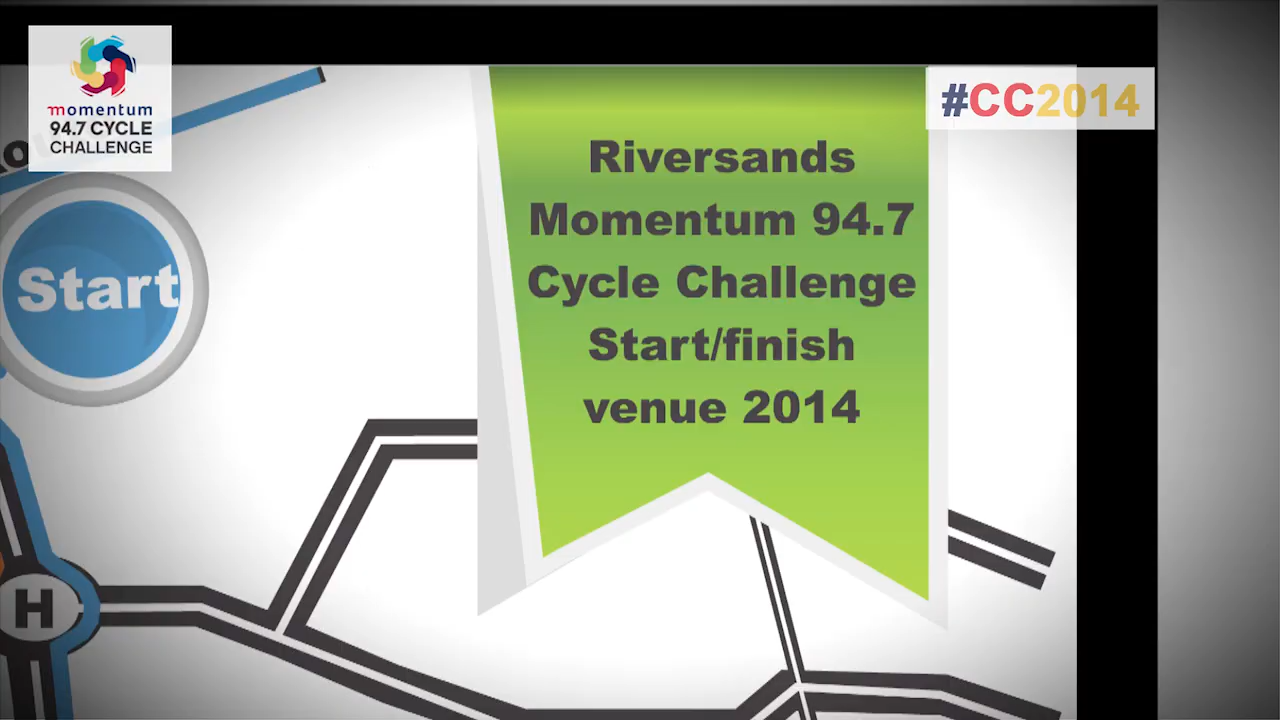 momentum
94.7 CYCLE
CHALLENGE
#CC2014
Riversands
Momentum 94.7
Cycle Challenge
Start/finish
venue 2014
Start
H